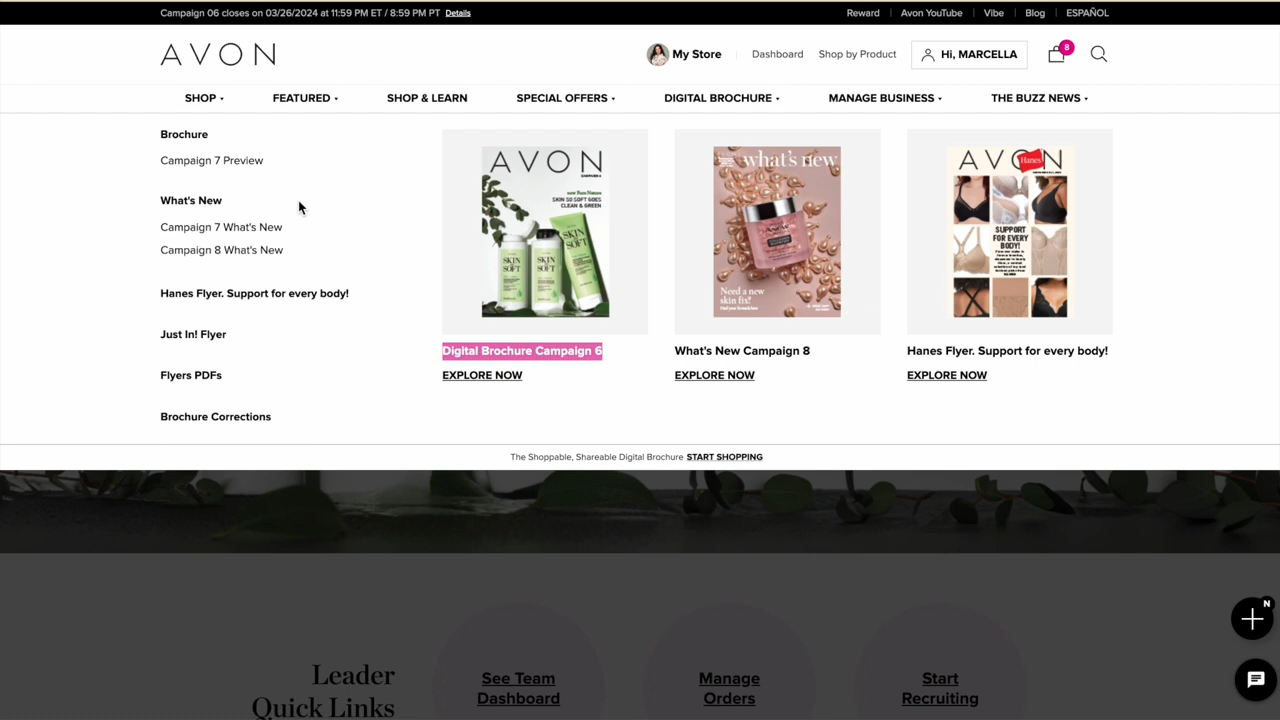 Campaign 06 closes on 03/26/2024 at 11:59 PM ET / 8:59 PM PT Details
Reward Avon YouTube Vibe Blog ESPAÑOL
AVON
My Store Dashboard Shop by Product Hi, MARCELLA 8
SHOP FEATURED SHOP & LEARN SPECIAL OFFERS DIGITAL BROCHURE MANAGE BUSINESS THE BUZZ NEWS
Brochure
Campaign 7 Preview
What's New
Campaign 7 What's New
Campaign 8 What's New
Hanes Flyer. Support for every body!
Just In! Flyer
Flyers PDFs
Brochure Corrections
AVON
SKIN SO SOFT GOES
CLEAN & GREEN
SKIN
SO
SOFT
Digital Brochure Campaign 6
EXPLORE NOW
what's new
Need a new
skin fix?
What's New Campaign 8
EXPLORE NOW
AVON
Hanes
SUPPORT
FOR EVERY
BODY!
Hanes Flyer. Support for every body!
EXPLORE NOW
The Shoppable, Shareable Digital Brochure START SHOPPING
Leader
Quick Links
See Team
Dashboard
Manage
Orders
Start
Recruiting
N